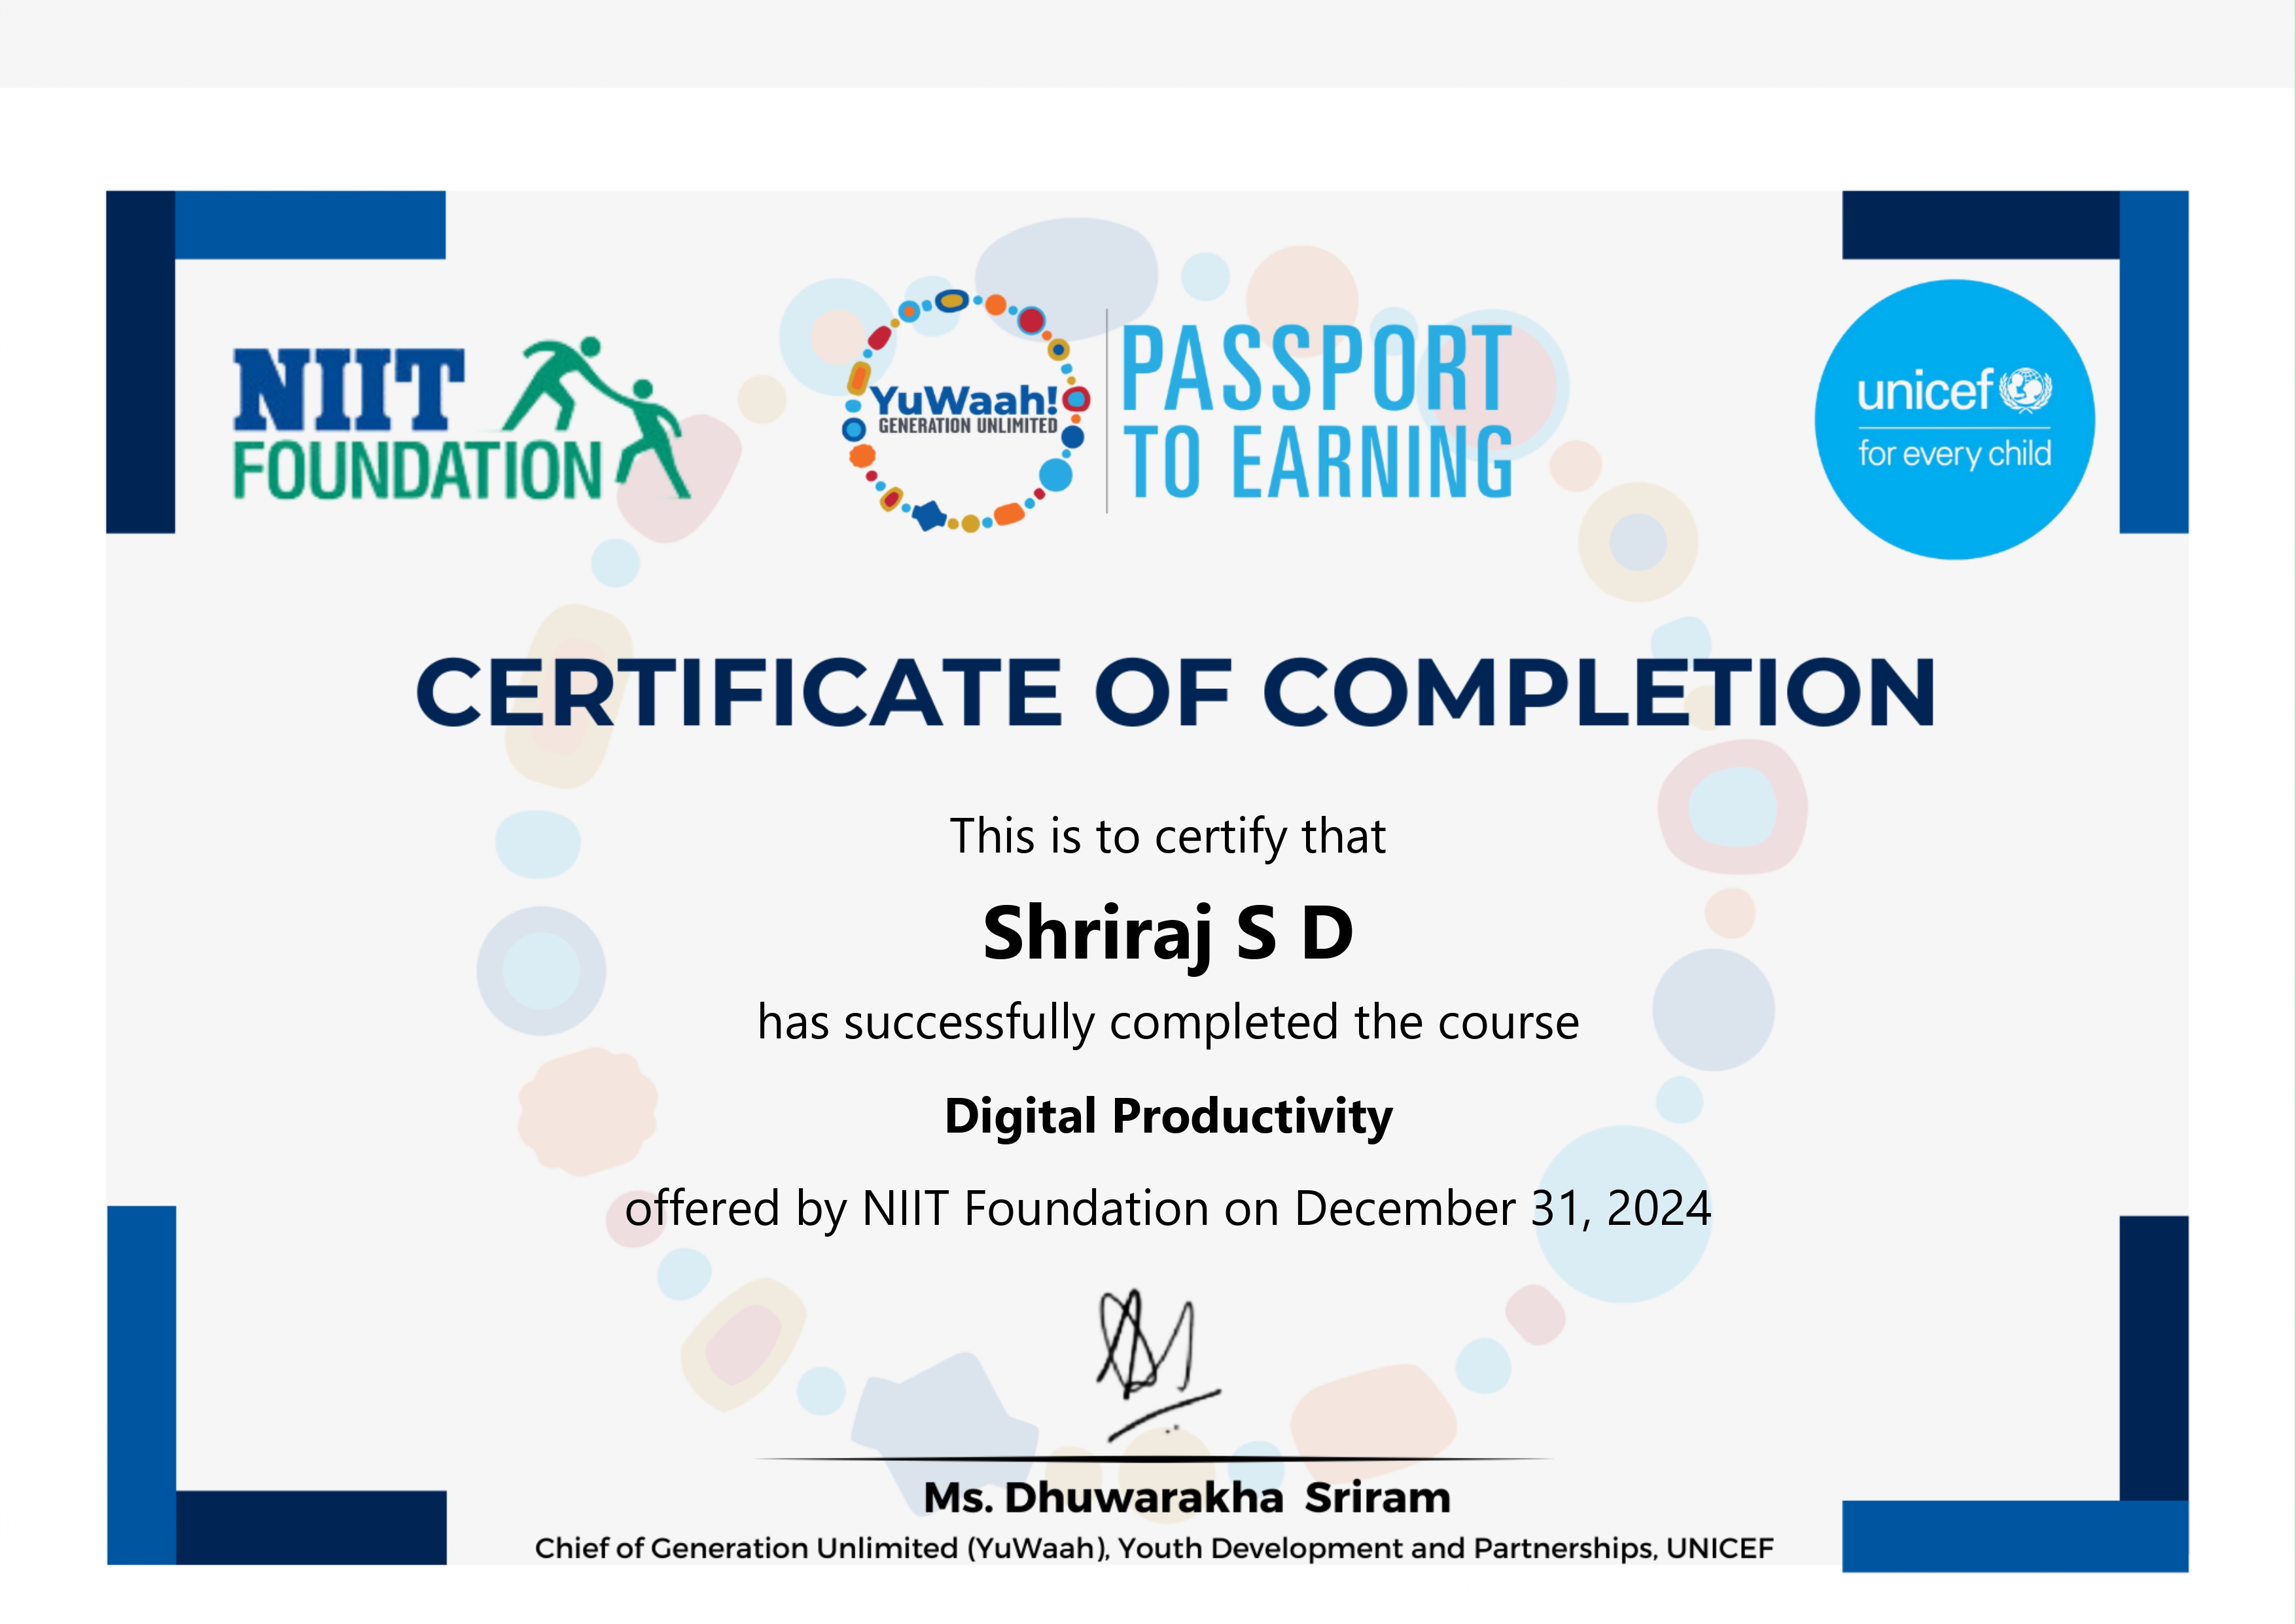 NIIT
FOUNDATION
YuWaah!
GENERATION UNLIMITED
PASSPORT
TO EARNING
unicef
for every child
CERTIFICATE OF COMPLETION
This is to certify that
Shriraj S D
has successfully completed the course
Digital Productivity
offered by NIIT Foundation on December 31, 2024
Ms. Dhuwarakha Sriram
Chief of Generation Unlimited (YuWaah), Youth Development and Partnerships, UNICEF